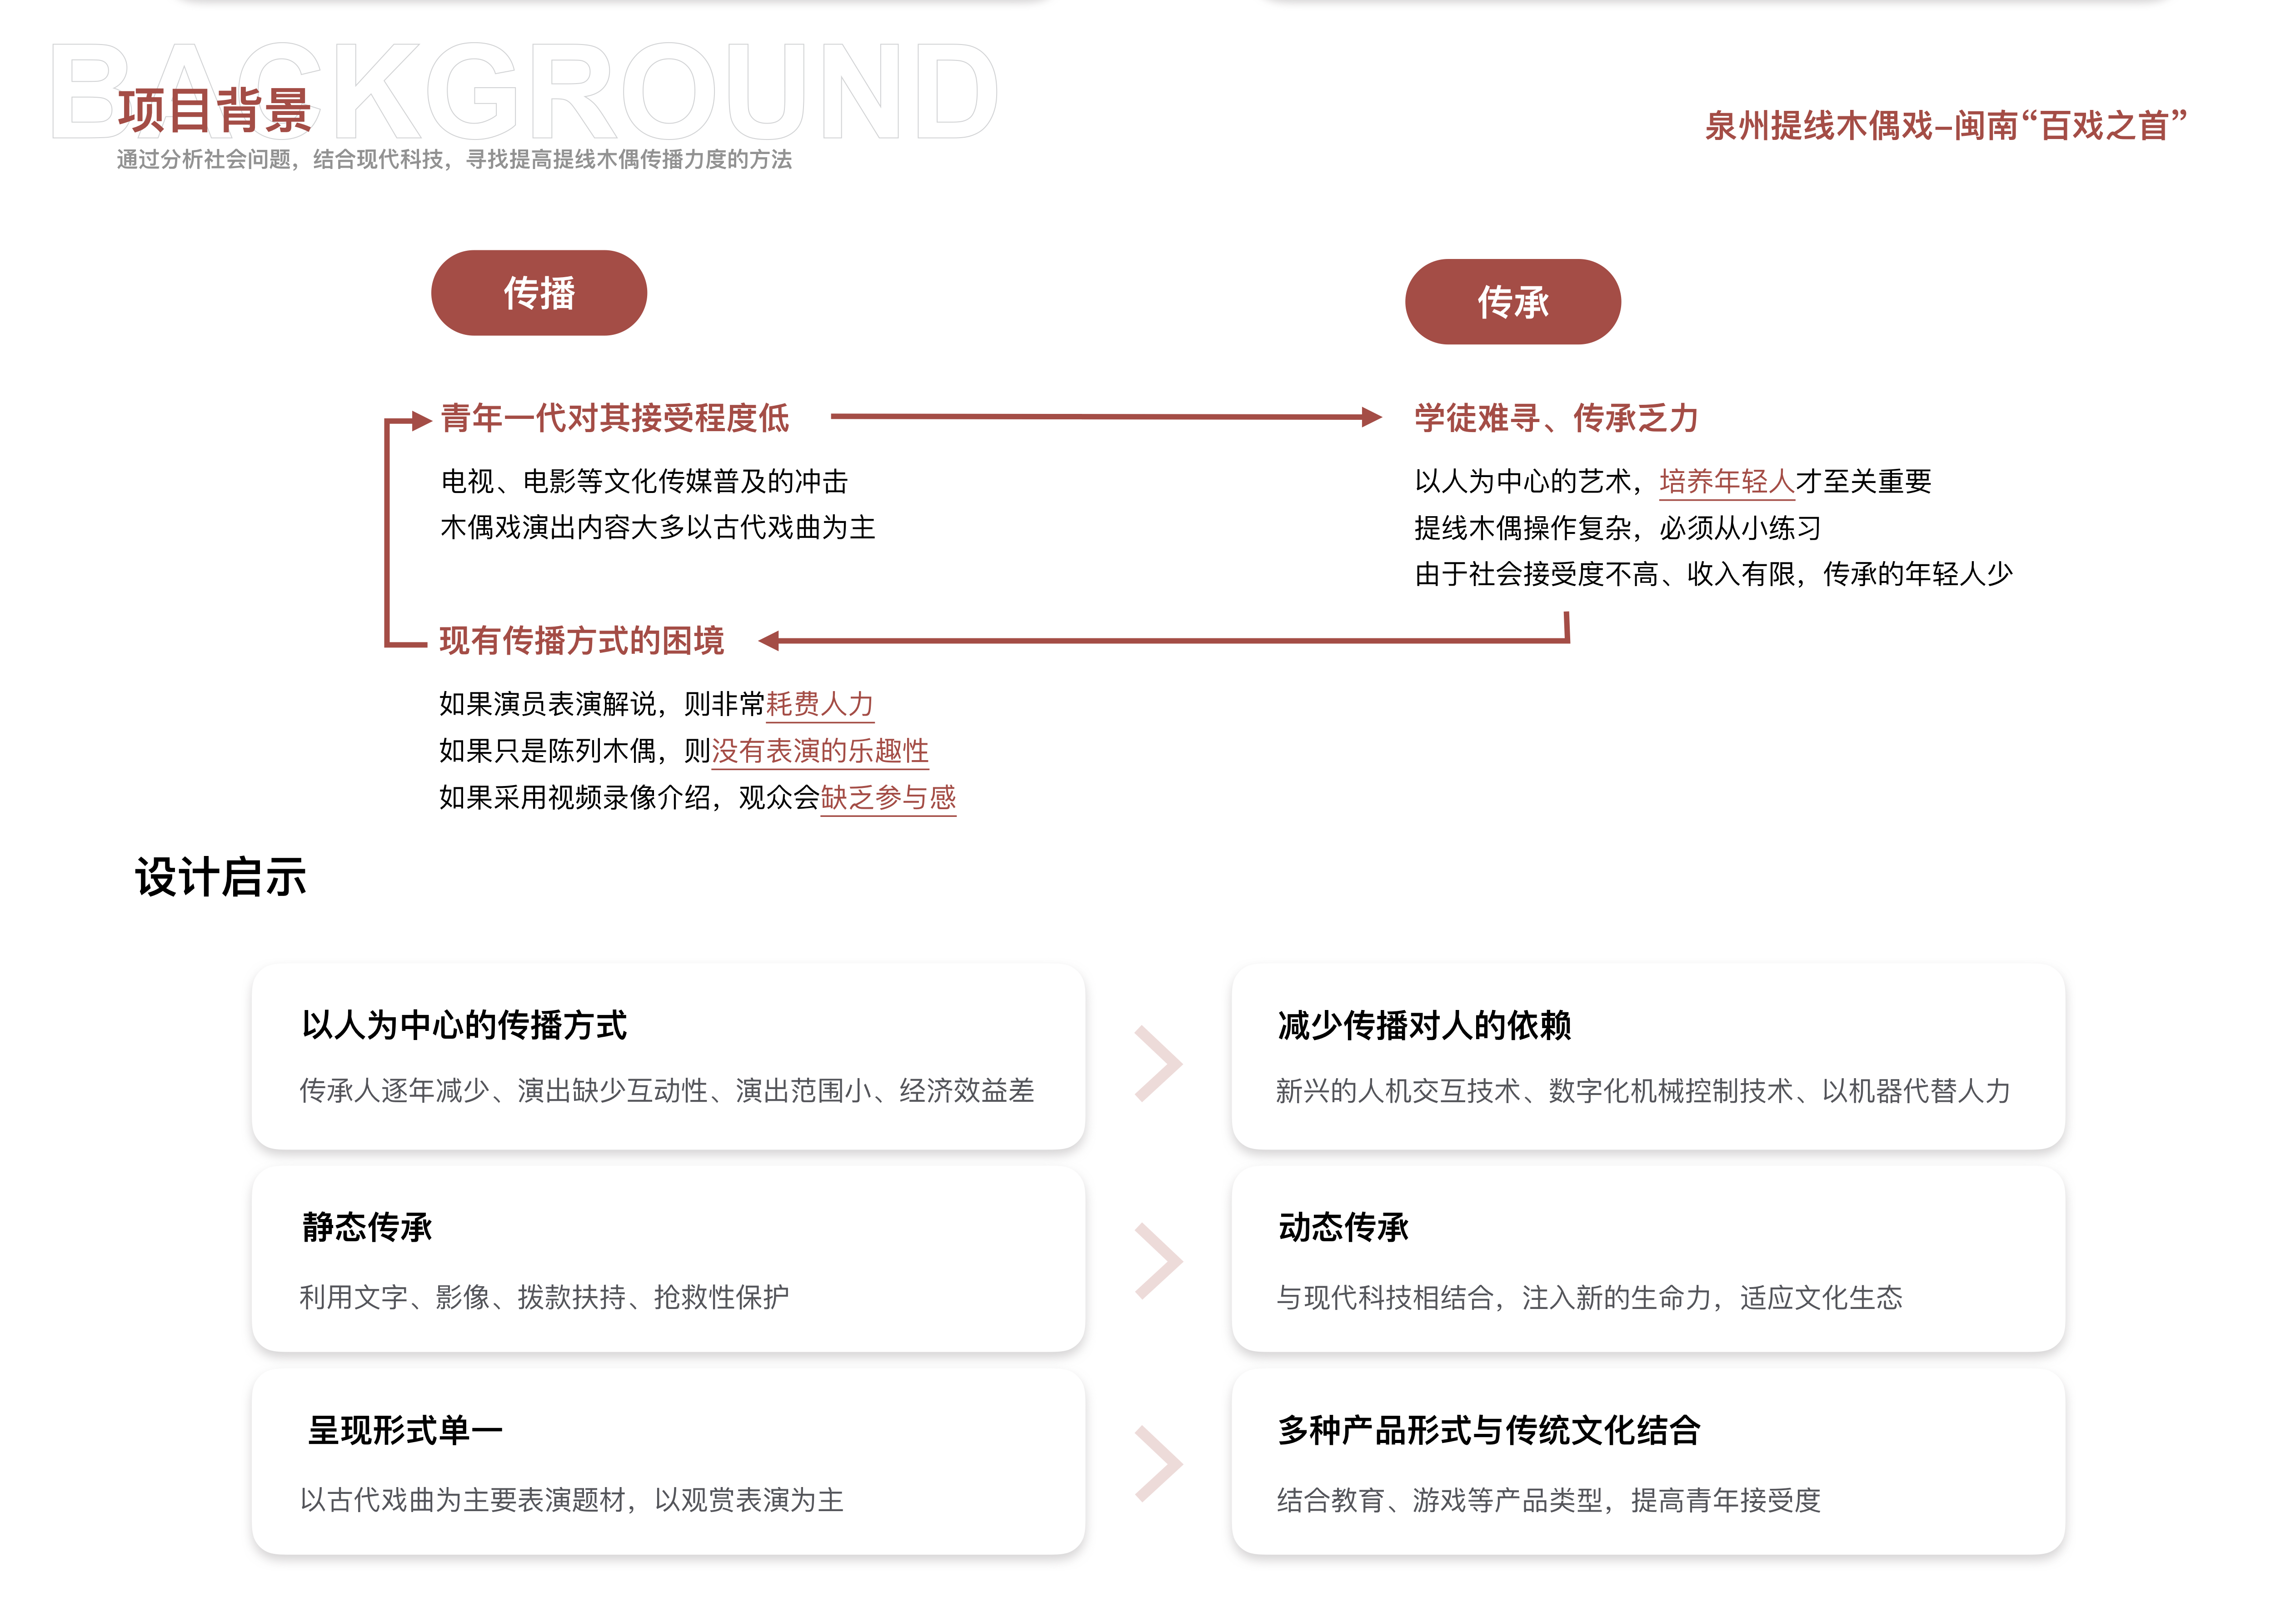 BACKGROUND
项目背景
泉州提线木偶戏–闽南“百戏之首”
通过分析社会问题，结合现代科技，寻找提高提线木偶传播力度的方法
传播
传承
青年一代对其接受程度低
电视、电影等文化传媒普及的冲击
木偶戏演出内容大多以古代戏曲为主
学徒难寻、传承乏力
以人为中心的艺术，培养年轻人才至关重要
提线木偶操作复杂，必须从小练习
由于社会接受度不高、收入有限，传承的年轻人少
现有传播方式的困境
如果演员表演解说，则非常耗费人力
如果只是陈列木偶，则没有表演的乐趣性
如果采用视频录像介绍，观众会缺乏参与感
设计启示
以人为中心的传播方式
传承人逐年减少、演出缺少互动性、演出范围小、经济效益差
减少传播对人的依赖
新兴的人机交互技术、数字化机械控制技术、以机器代替人力
静态传承
利用文字、影像、拨款扶持、抢救性保护
动态传承
与现代科技相结合，注入新的生命力，适应文化生态
呈现形式单一
以古代戏曲为主要表演题材，以观赏表演为主
多种产品形式与传统文化结合
结合教育、游戏等产品类型，提高青年接受度